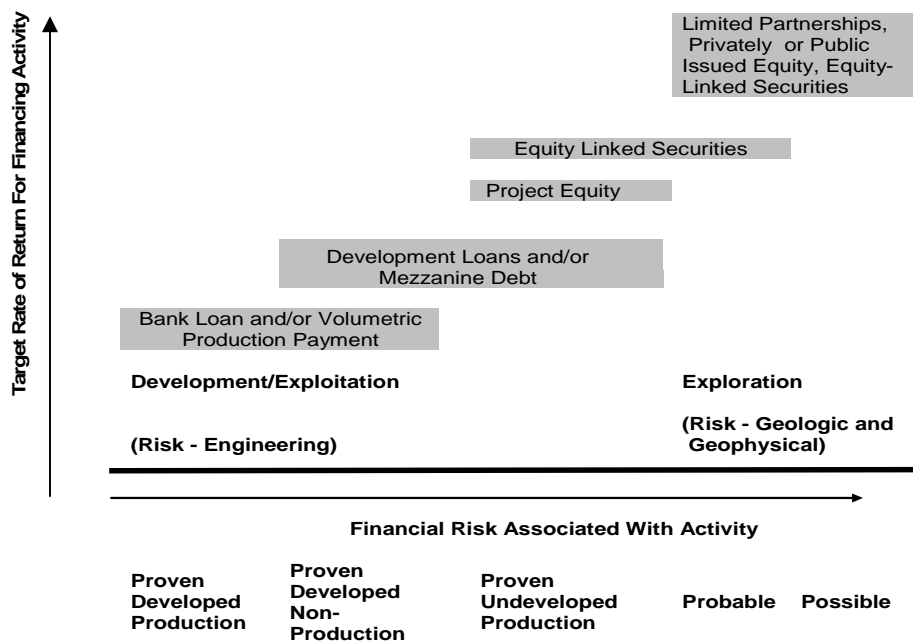 Target Rate of Return For Financing Activity
Limited Partnerships,
Privately or Public
Issued Equity, Equity-
Linked Securities
Equity Linked Securities
Project Equity
Development Loans and/or
Mezzanine Debt
Bank Loan and/or Volumetric
Production Payment
Development/Exploitation
(Risk - Engineering)
Exploration
(Risk - Geologic and
Geophysical)
Financial Risk Associated With Activity
Proven
Developed
Production
Proven
Developed
Non-
Production
Proven
Undeveloped
Production
Probable
Possible